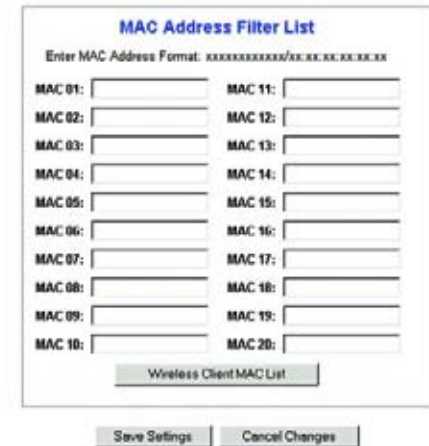 MAC Address Filter List
Enter MAC Address Format: xxxxxxxxxxxx/xx:xx:xx:xx:xx:xx
MAC 01: MAC 11:
MAC 02: MAC 12:
MAC 03: MAC 13:
MAC 04: MAC 14:
MAC 05: MAC 15:
MAC 06: MAC 16:
MAC 07: MAC 17:
MAC 08: MAC 18:
MAC 09: MAC 19:
MAC 10: MAC 20:
Wireless Client MAC List
Save Settings Cancel Changes